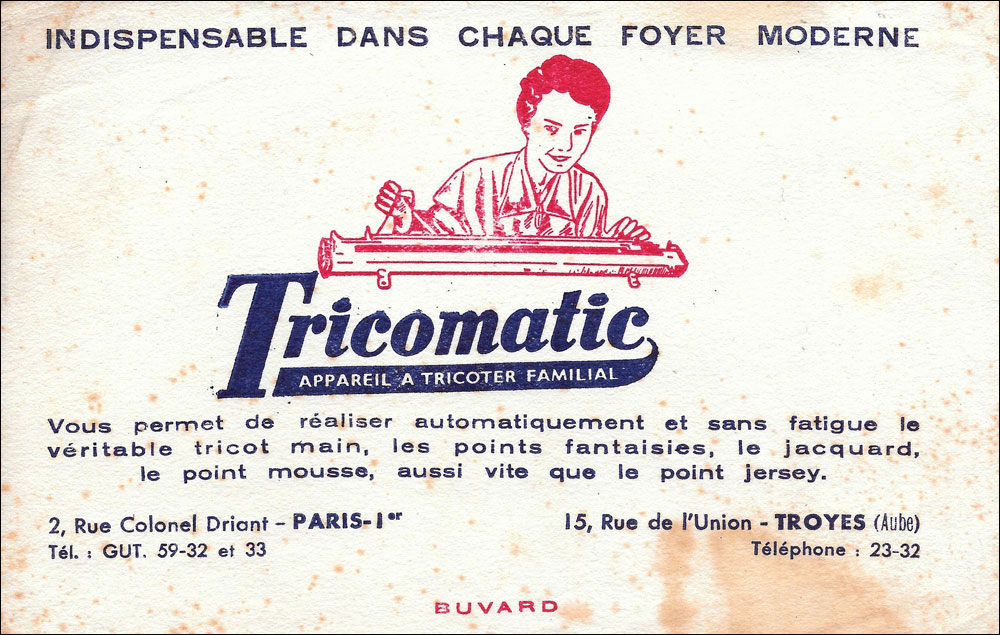 INDISPENSABLE DANS CHAQUE FOYER MODERNE
Tricomatic
APPAREIL A TRICOTER FAMILIAL
Vous permet de réaliser automatiquement et sans fatigue le
véritable tricot main, les points fantaisies, le jacquard,
le point mousse, aussi vite que le point jersey.
2, Rue Colonel Driant - PARIS-1er
15, Rue de l'Union - TROYES (Aube)
Tél. : GUT. 59-32 et 33
Téléphone : 23-32
BUVARD